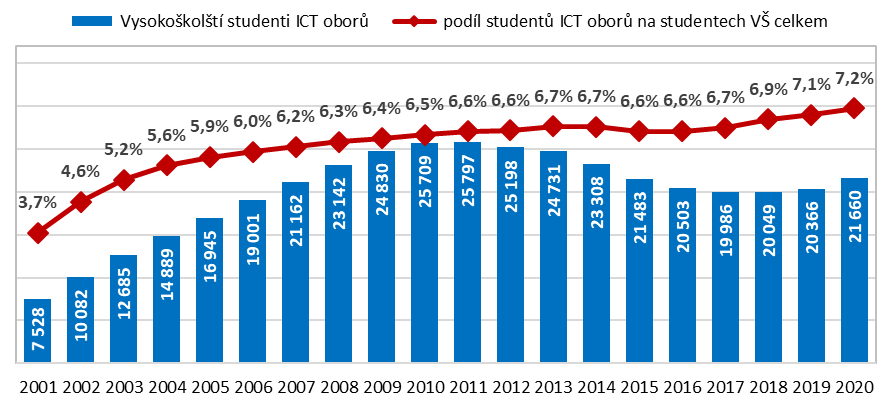 Vysokoškolští studenti ICT oborů podíl studentů ICT oborů na studentech VŠ celkem
3,7% 4,6% 5,2% 5,6% 5,9% 6,0% 6,2% 6,3% 6,4% 6,5% 6,6% 6,6% 6,7% 6,7% 6,6% 6,6% 6,7% 6,9% 7,1% 7,2%
7 528 10 082 12 685 14 889 16 945 19 001 21 162 23 142 24 830 25 709 25 797 25 198 24 731 23 308 21 483 20 503 19 986 20 049 20 366 21 660
2001 2002 2003 2004 2005 2006 2007 2008 2009 2010 2011 2012 2013 2014 2015 2016 2017 2018 2019 2020